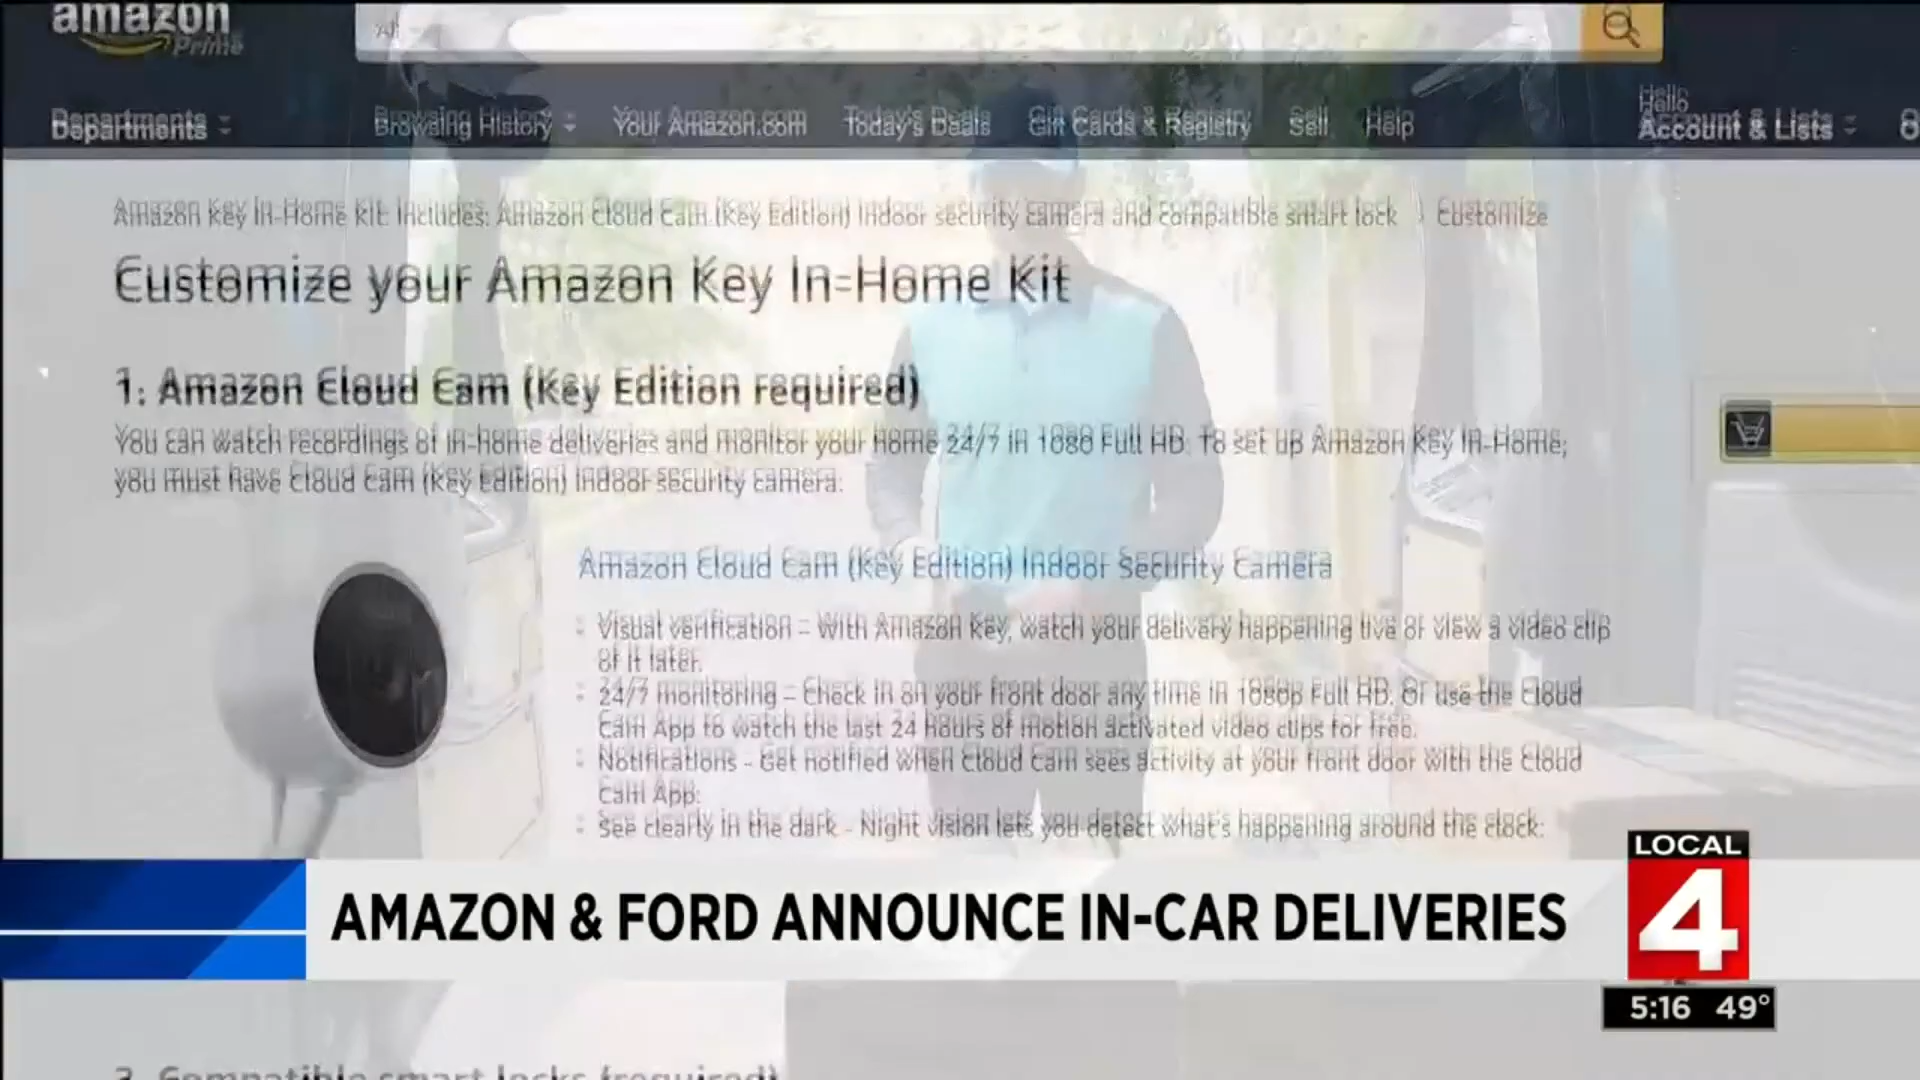 amazon
Prime
All
Departments
Browsing History
Your Amazon.com
Today's Deals
Gift Cards & Registry
Sell
Help
Hello
Account & Lists
Amazon Key In-Home Kit: Includes: Amazon Cloud Cam (Key Edition) indoor security camera and compatible smart lock › Customize
Customize your Amazon Key In-Home Kit
1. Amazon Cloud Cam (Key Edition required)
You can watch recordings of in-home deliveries and monitor your home 24/7 in 1080 Full HD. To set up Amazon Key In-Home,
you must have Cloud Cam (Key Edition) indoor security camera.
Amazon Cloud Cam (Key Edition) Indoor Security Camera
• Visual verification – With Amazon Key, watch your delivery happening live or view a video clip
of it later.
• 24/7 monitoring – Check in on your front door any time in 1080p Full HD. Or use the Cloud
Cam App to watch the last 24 hours of motion activated video clips for free.
• Notifications - Get notified when Cloud Cam sees activity at your front door with the Cloud
Cam App.
• See clearly in the dark - Night vision lets you detect what's happening around the clock.
LOCAL
4
AMAZON & FORD ANNOUNCE IN-CAR DELIVERIES
5:16 49°
2. Compatible smart locks (required)